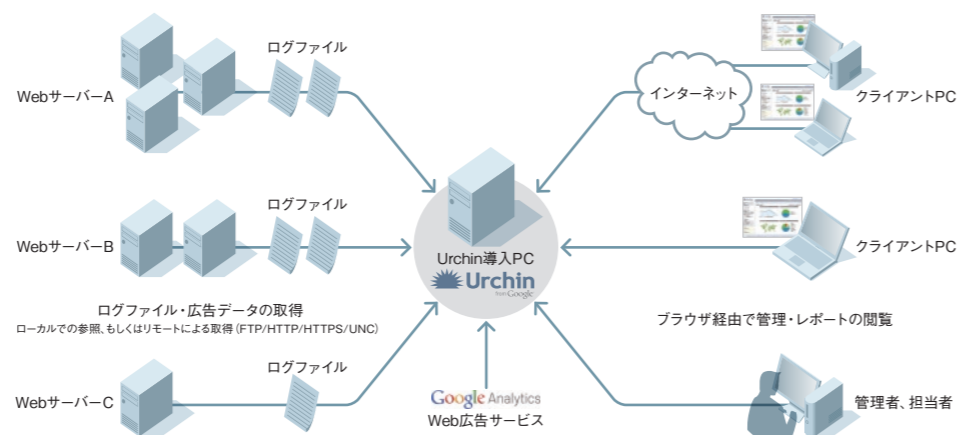 ログファイル
WebサーバーA
インターネット
クライアントPC
ログファイル
WebサーバーB
Urchin導入PC
Urchin
from Google
クライアントPC
ログファイル・広告データの取得
ローカルでの参照、もしくはリモートによる取得（FTP/HTTP/HTTPS/UNC）
ブラウザ経由で管理・レポートの閲覧
ログファイル
WebサーバーC
Google Analytics
Web広告サービス
管理者、担当者